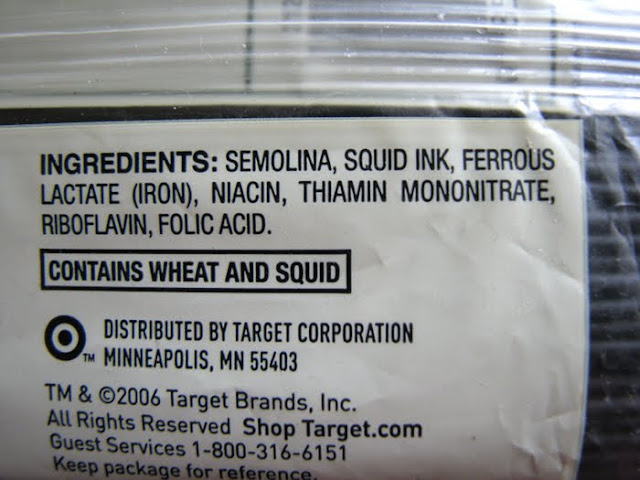 INGREDIENTS: SEMOLINA, SQUID INK, FERROUS
LACTATE (IRON), NIACIN, THIAMIN MONONITRATE,
RIBOFLAVIN, FOLIC ACID.
CONTAINS WHEAT AND SQUID
DISTRIBUTED BY TARGET CORPORATION
TM MINNEAPOLIS, MN 55403
TM & ©2006 Target Brands, Inc.
All Rights Reserved Shop Target.com
Guest Services 1-800-316-6151
Keep package for reference.